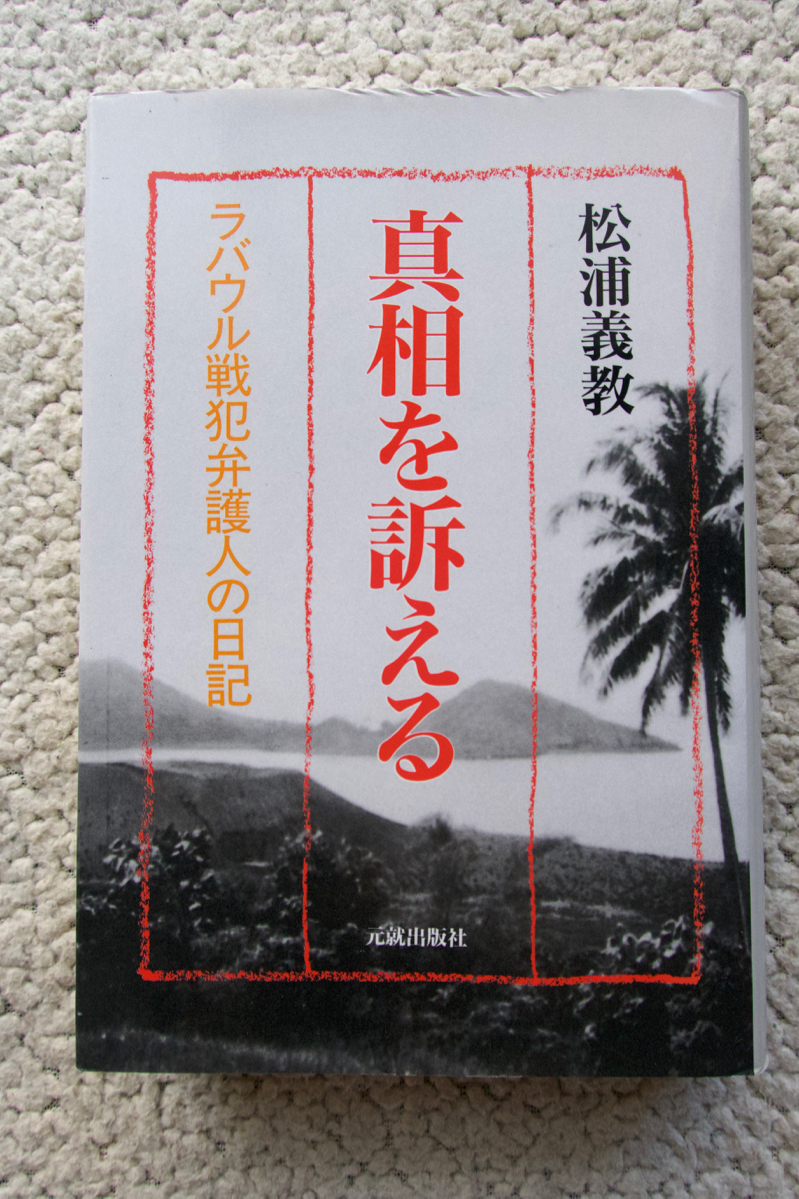 松浦義教
真相を訴える
ラバウル戦犯弁護人の日記
元就出版社